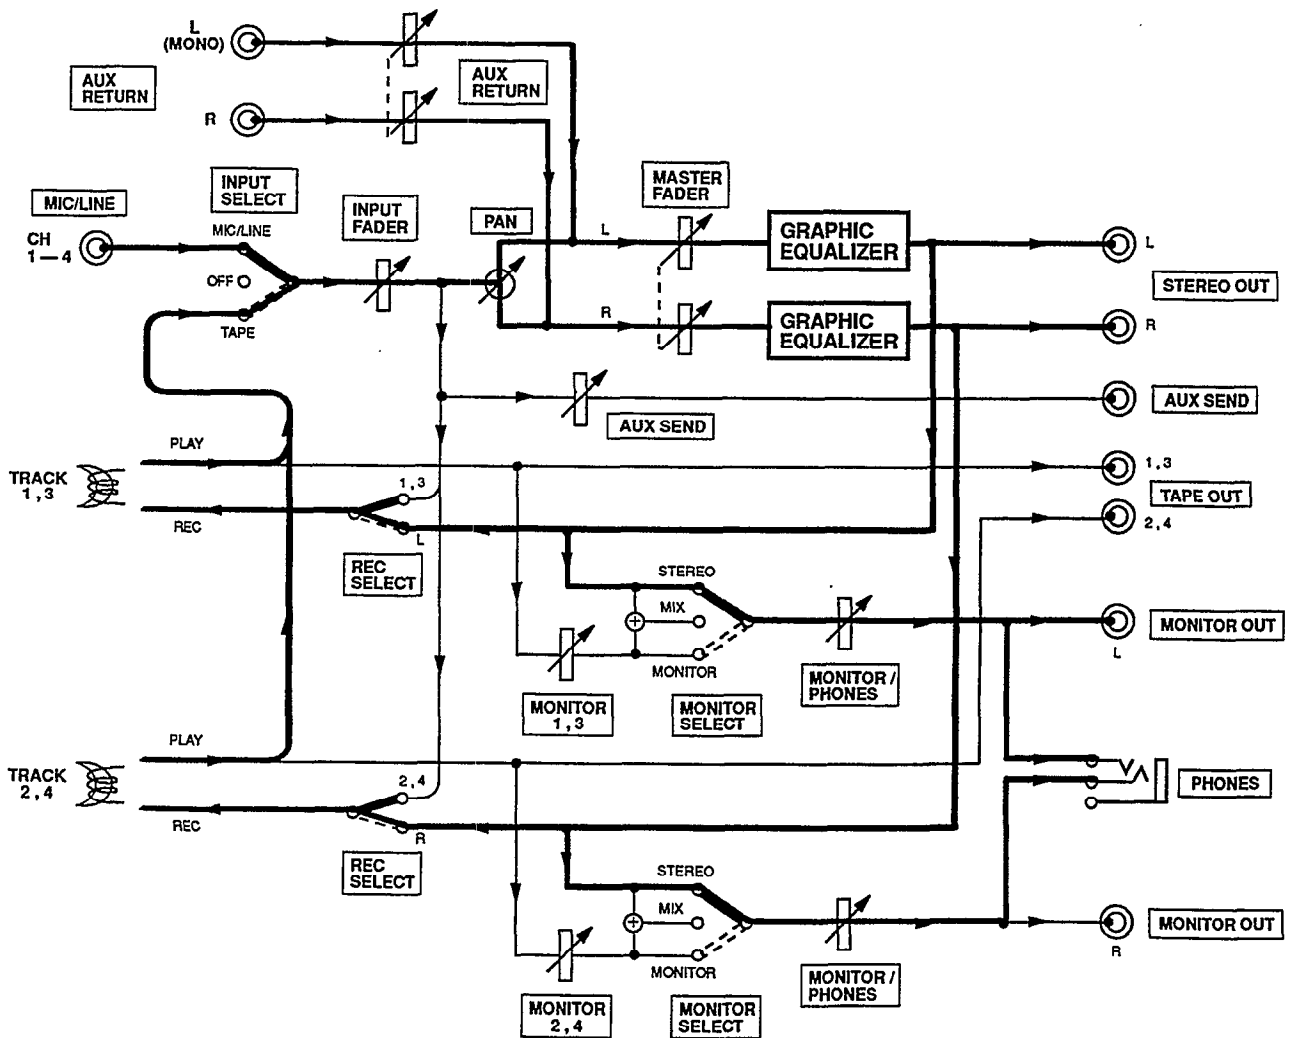 L
(MONO)
AUX
RETURN
AUX
RETURN
R
INPUT
SELECT
MASTER
FADER
MIC/LINE
INPUT
FADER
PAN
MIC/LINE
CH
1—4
L
GRAPHIC
EQUALIZER
L
OFF
STEREO OUT
R
GRAPHIC
EQUALIZER
R
TAPE
AUX SEND
AUX SEND
PLAY
TRACK
1,3
1,3
1,3
TAPE OUT
2,4
REC
L
REC
SELECT
STEREO
MIX
MONITOR OUT
L
MONITOR
MONITOR /
PHONES
MONITOR
1,3
MONITOR
SELECT
PLAY
TRACK
2,4
2,4
PHONES
REC
R
REC
SELECT
STEREO
MIX
MONITOR OUT
R
MONITOR
MONITOR /
PHONES
MONITOR
2,4
MONITOR
SELECT